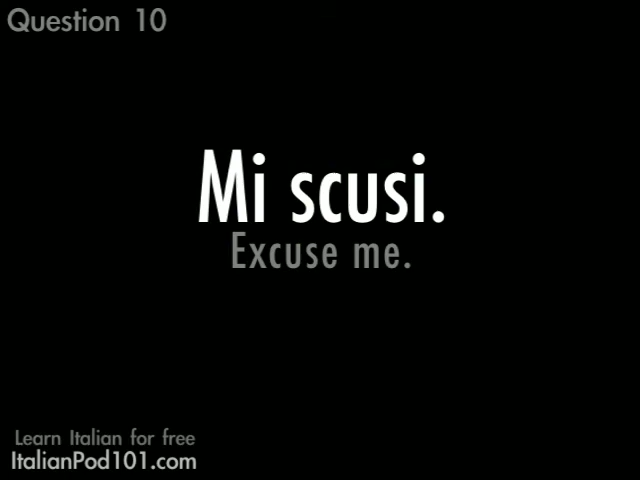 Question 10
Mi scusi.
Excuse me.
Learn Italian for free
ItalianPod101.com